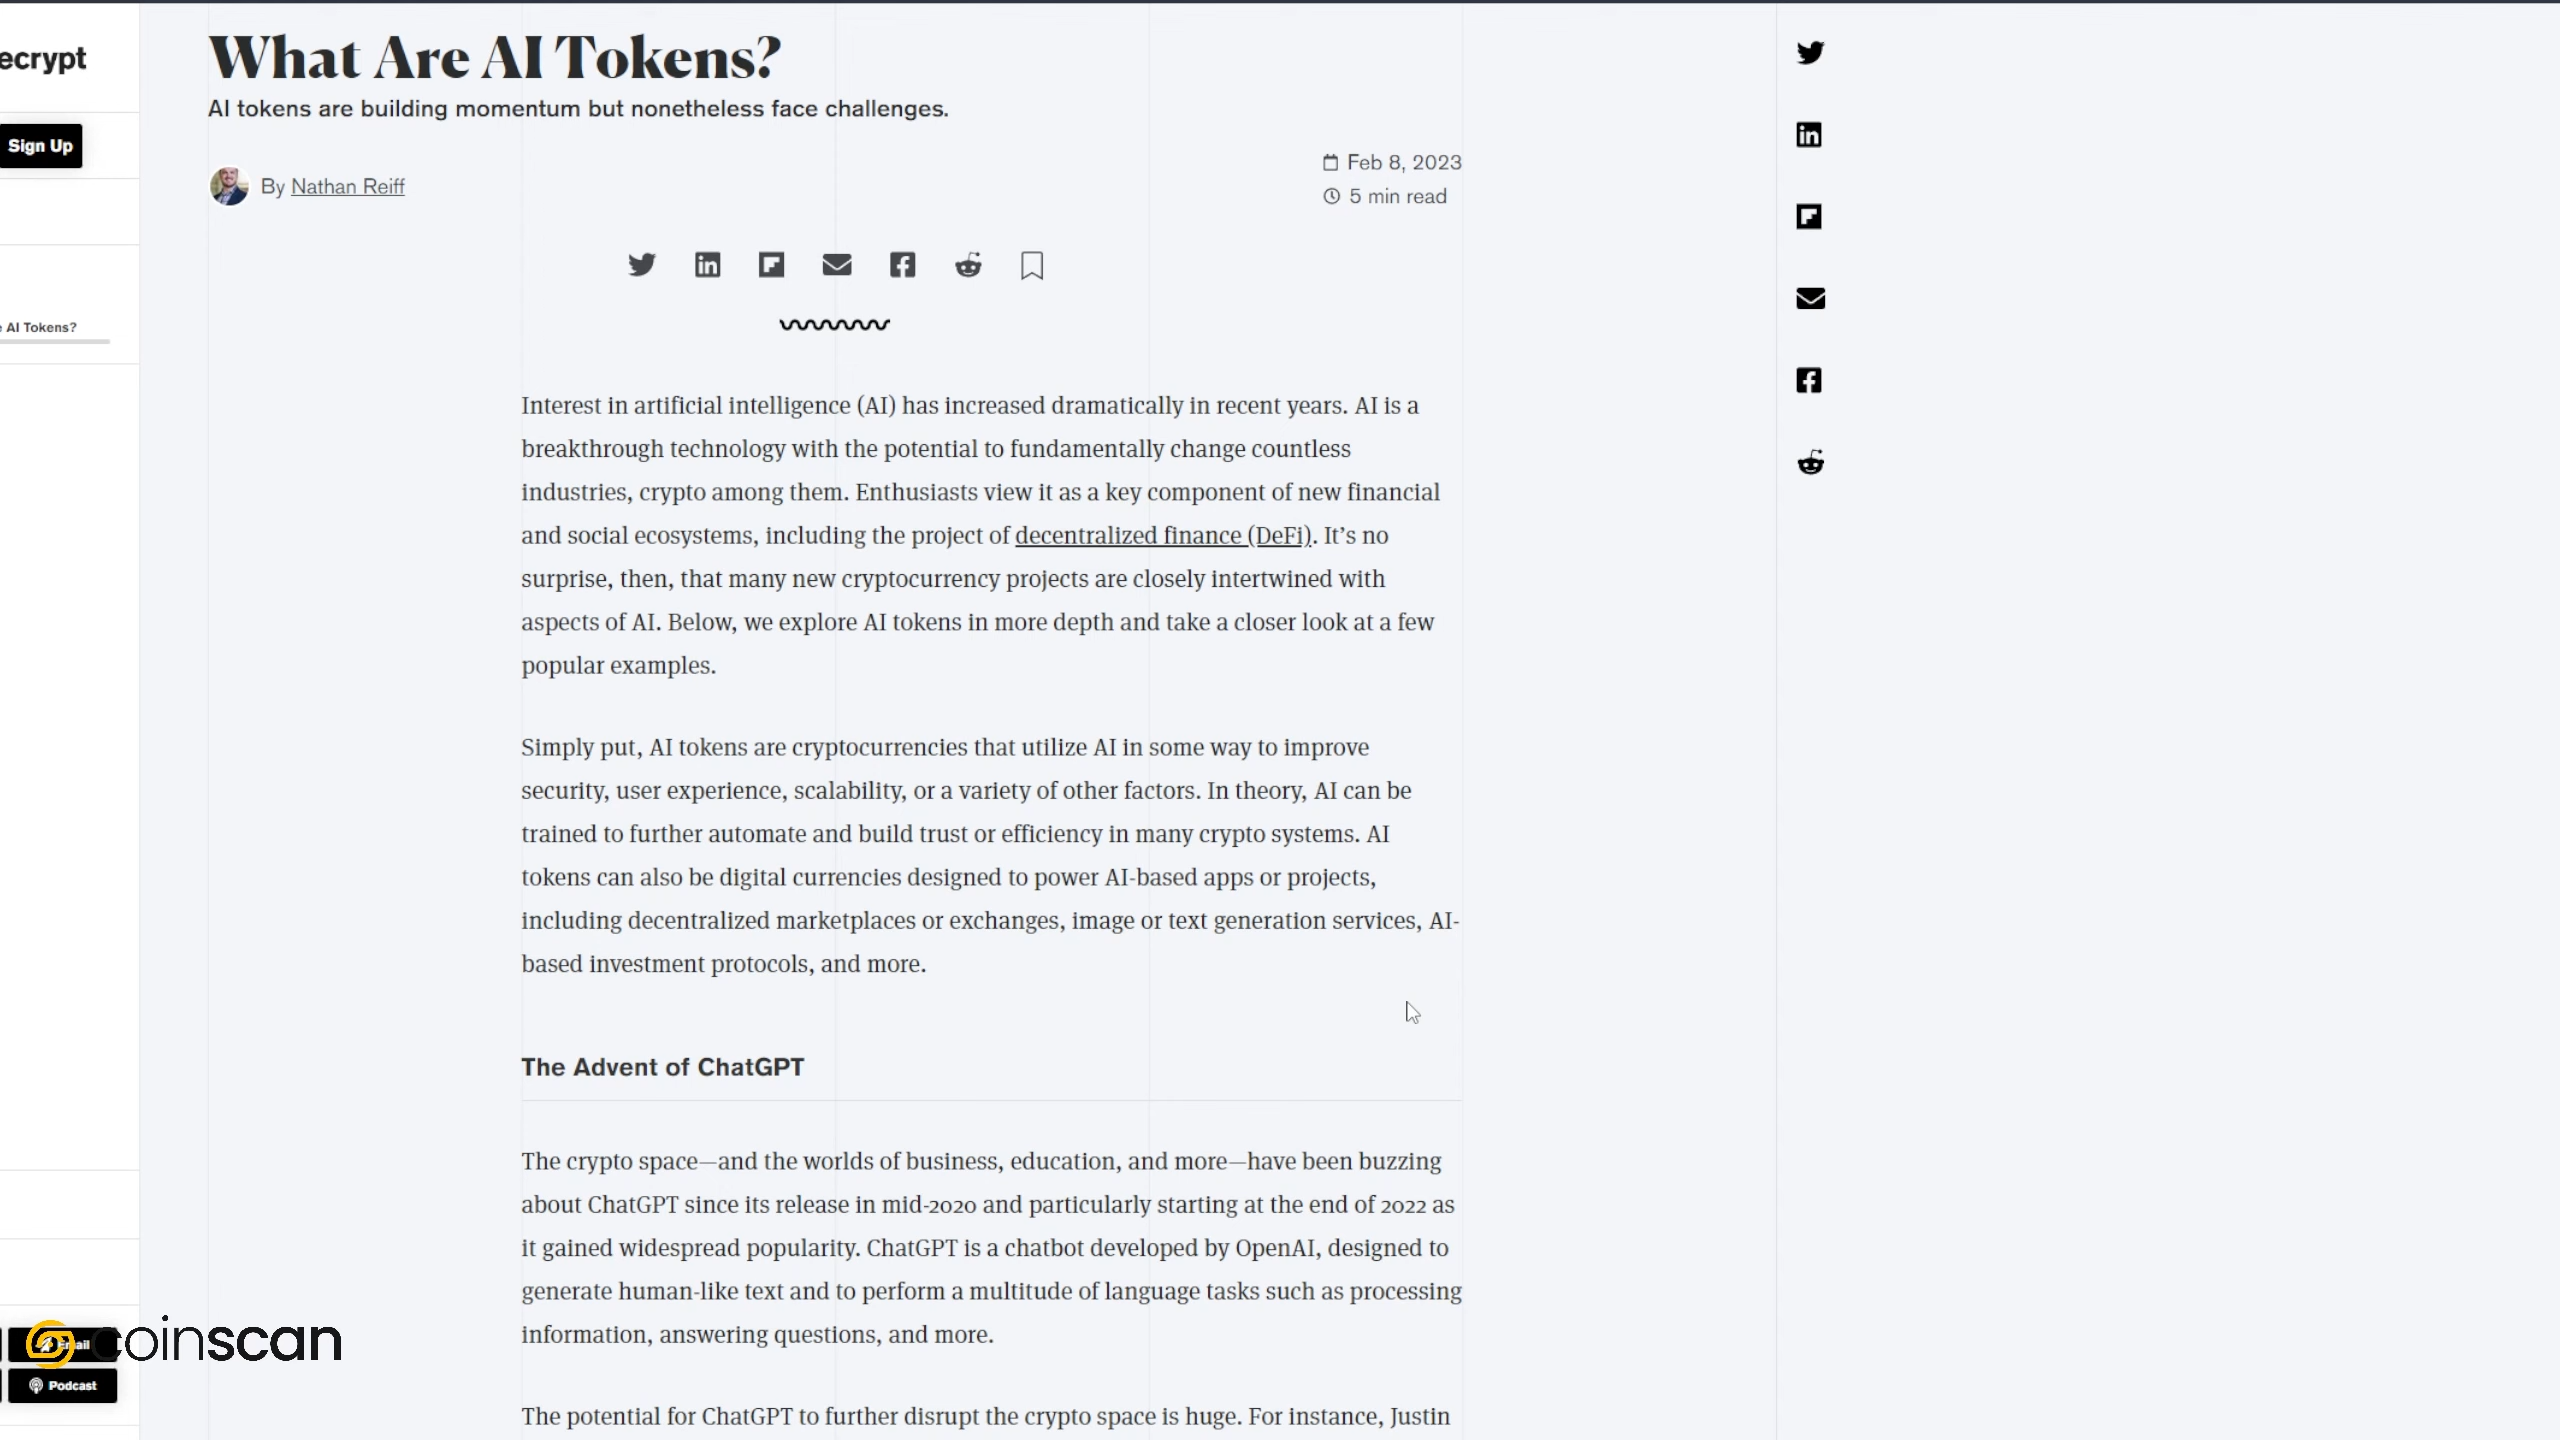 ecrypt
Sign Up
e AI Tokens?
What Are AI Tokens?
AI tokens are building momentum but nonetheless face challenges.
By Nathan Reiff
Feb 8, 2023
5 min read
Interest in artificial intelligence (AI) has increased dramatically in recent years. AI is a
breakthrough technology with the potential to fundamentally change countless
industries, crypto among them. Enthusiasts view it as a key component of new financial
and social ecosystems, including the project of decentralized finance (DeFi). It’s no
surprise, then, that many new cryptocurrency projects are closely intertwined with
aspects of AI. Below, we explore AI tokens in more depth and take a closer look at a few
popular examples.
Simply put, AI tokens are cryptocurrencies that utilize AI in some way to improve
security, user experience, scalability, or a variety of other factors. In theory, AI can be
trained to further automate and build trust or efficiency in many crypto systems. AI
tokens can also be digital currencies designed to power AI-based apps or projects,
including decentralized marketplaces or exchanges, image or text generation services, AI-
based investment protocols, and more.
The Advent of ChatGPT
The crypto space—and the worlds of business, education, and more—have been buzzing
about ChatGPT since its release in mid-2020 and particularly starting at the end of 2022 as
it gained widespread popularity. ChatGPT is a chatbot developed by OpenAI, designed to
generate human-like text and to perform a multitude of language tasks such as processing
information, answering questions, and more.
The potential for ChatGPT to further disrupt the crypto space is huge. For instance, Justin
coinscan
Podcast